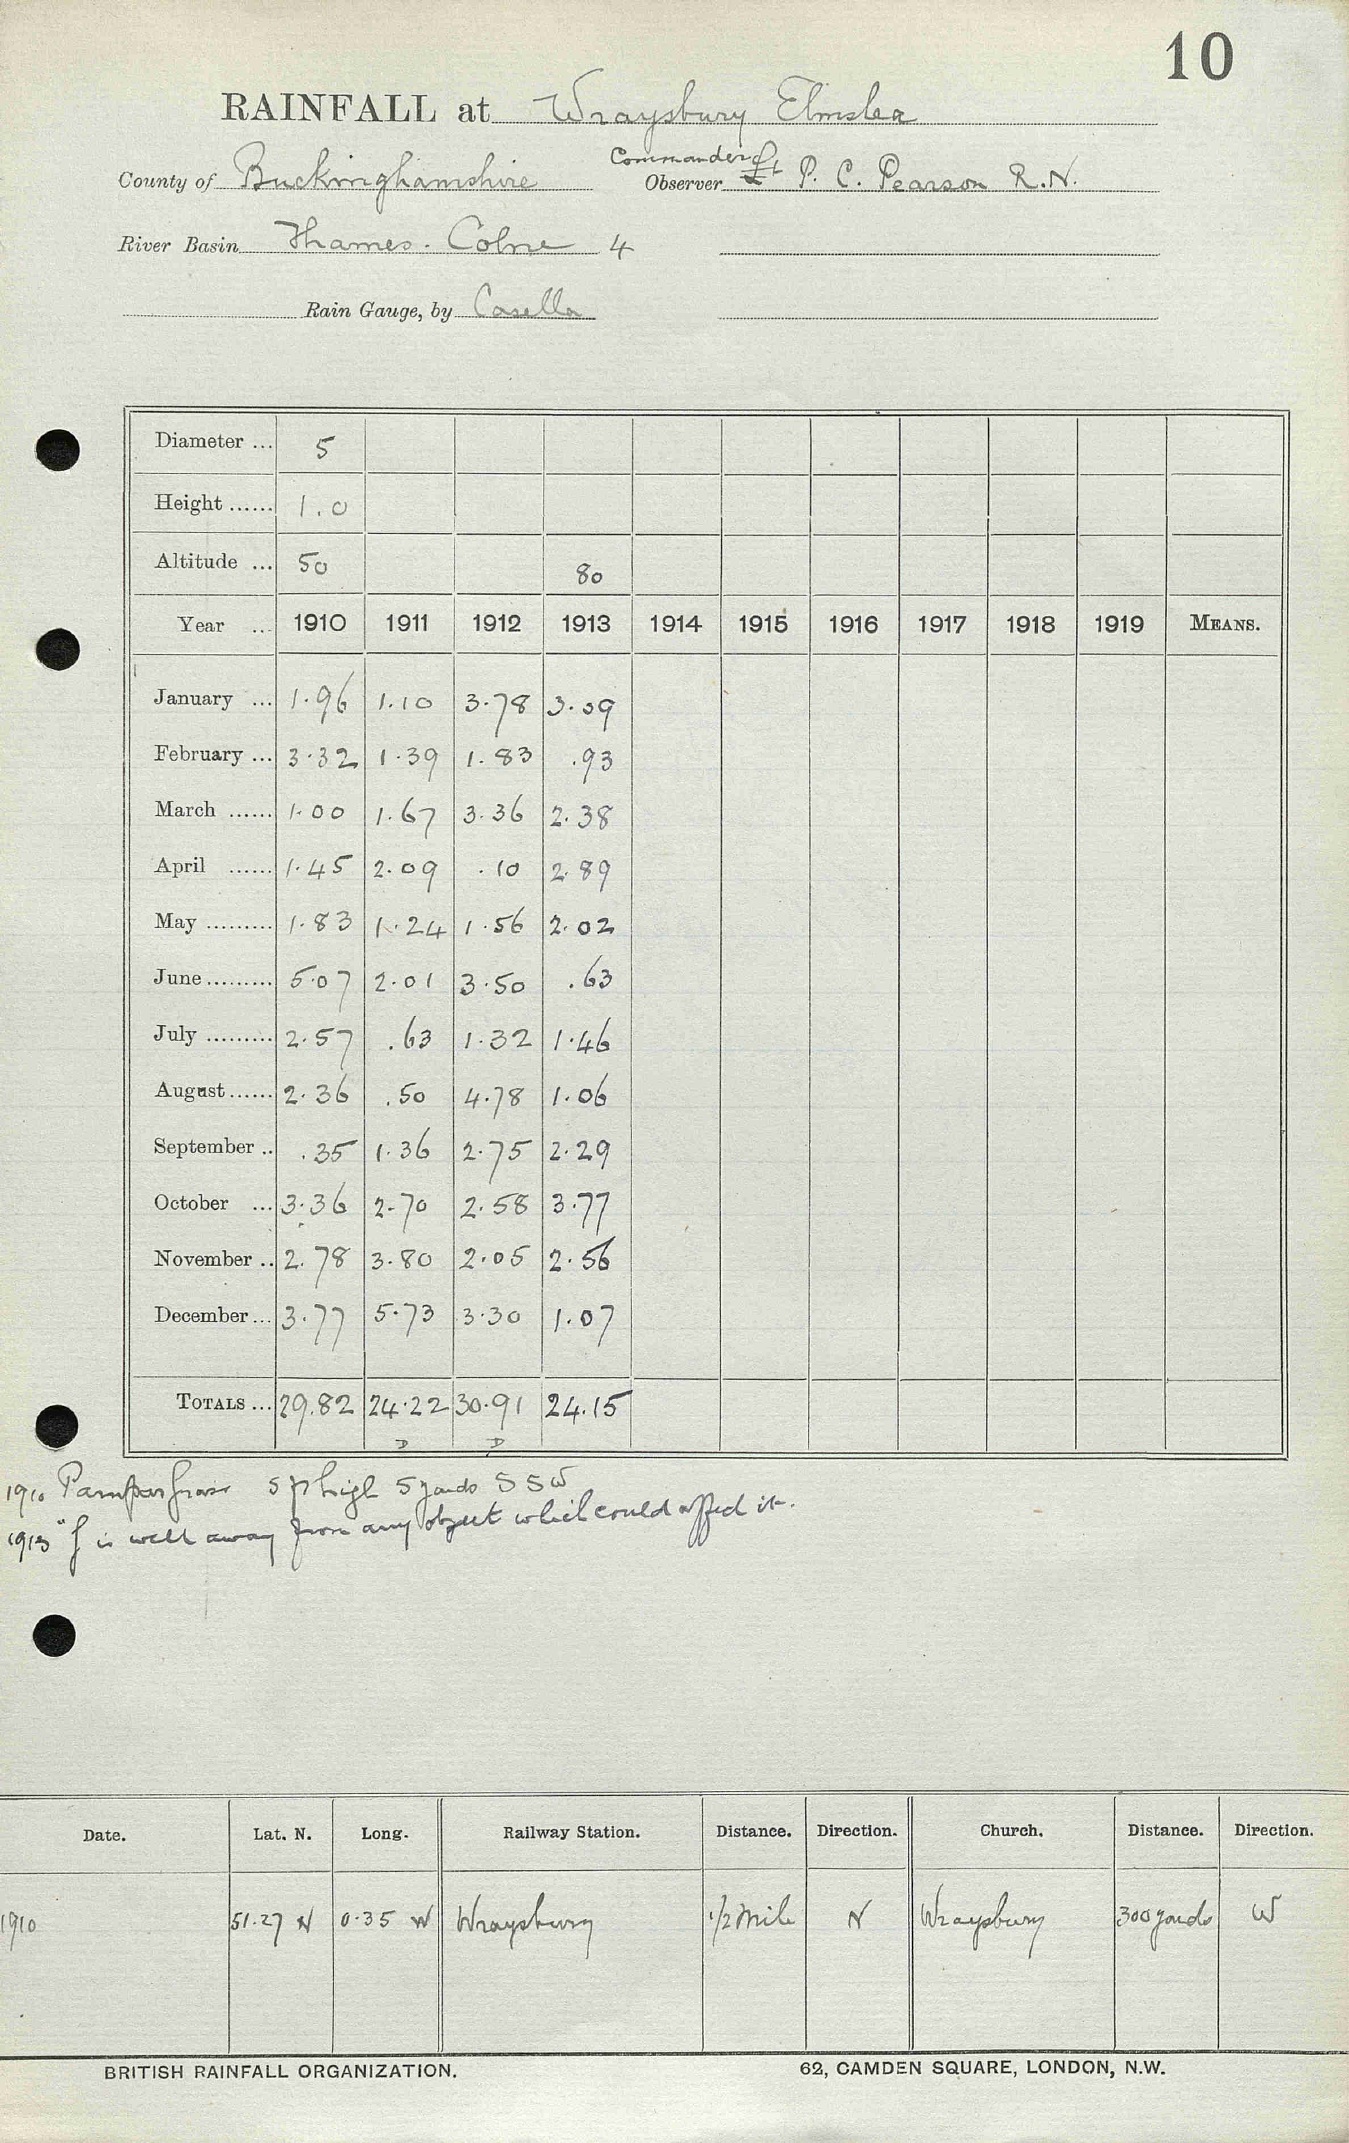 10
RAINFALL at Wraysbury Elmslea
County of Buckinghamshire Commander Observer Lt P. C. Pearson R.N.
River Basin Thames. Colne 4
Rain Gauge, by Casella
Diameter ... 5
Height ...... 1.0
Altitude ... 50 80
Year ... 1910 1911 1912 1913 1914 1915 1916 1917 1918 1919 MEANS.
January ... 1.96 1.10 3.78 3.09
February ... 3.32 1.39 1.83 .93
March ...... 1.00 1.67 3.36 2.38
April ...... 1.45 2.09 .10 2.89
May ......... 1.83 1.24 1.56 2.02
June ......... 5.07 2.01 3.50 .63
July ......... 2.57 .63 1.32 1.46
August ...... 2.36 .50 4.78 1.06
September .. .35 1.36 2.75 2.29
October ... 3.36 2.70 2.58 3.77
November .. 2.78 3.80 2.05 2.56
December ... 3.77 5.73 3.30 1.07
TOTALS ... 29.82 24.22 30.91 24.15
D D
1910 Pampas grass 5 ft high 5 yards S S W
1913 "G is well away from any object which could affect it.
Date. Lat. N. Long. Railway Station. Distance. Direction. Church. Distance. Direction.
1910 51.27 N 0.35 W Wraysbury 1/2 Mile N Wraysbury 300 yards W
BRITISH RAINFALL ORGANIZATION. 62, CAMDEN SQUARE, LONDON, N.W.